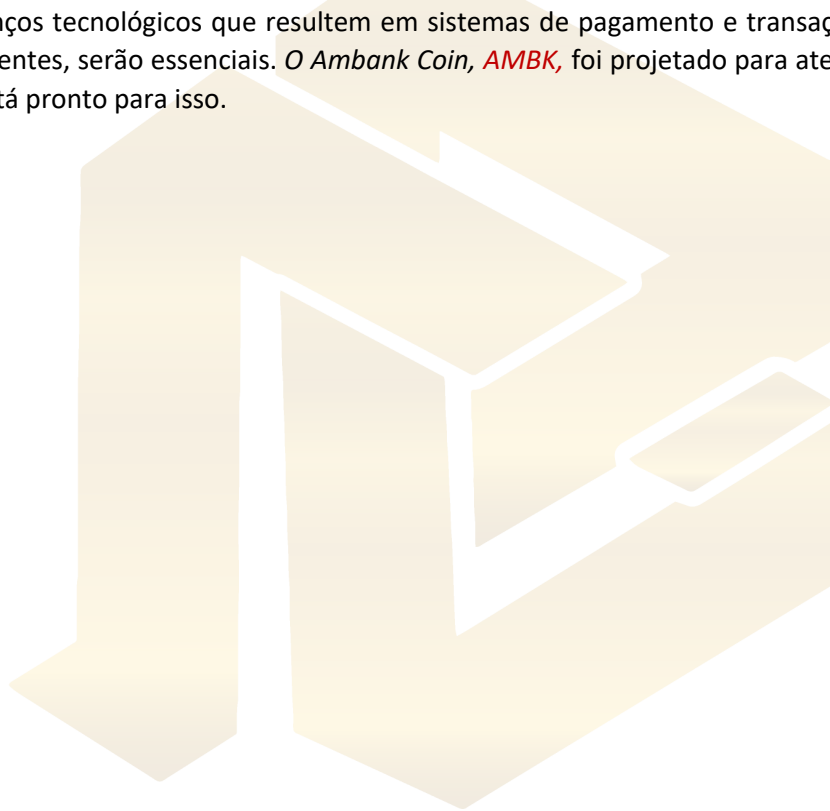 nços tecnológicos que resultem em sistemas de pagamento e transaç
entes, serão essenciais. O Ambank Coin, AMBK, foi projetado para ate
tá pronto para isso.